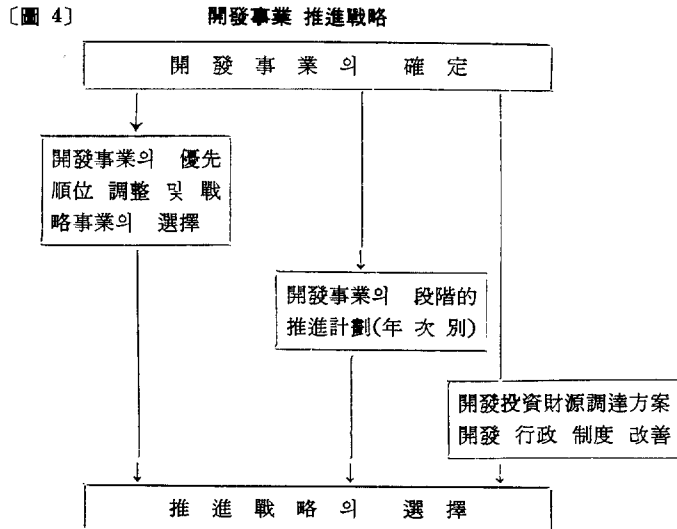 〔圖 4〕 開發事業 推進戰略
開 發 事 業 의 確 定
開發事業의 優先
順位 調整 및 戰
略事業의 選擇
開發事業의 段階的
推進計劃(年 次 別)
開發投資財源調達方案
開發 行政 制度 改善
推 進 戰 略 의 選 擇